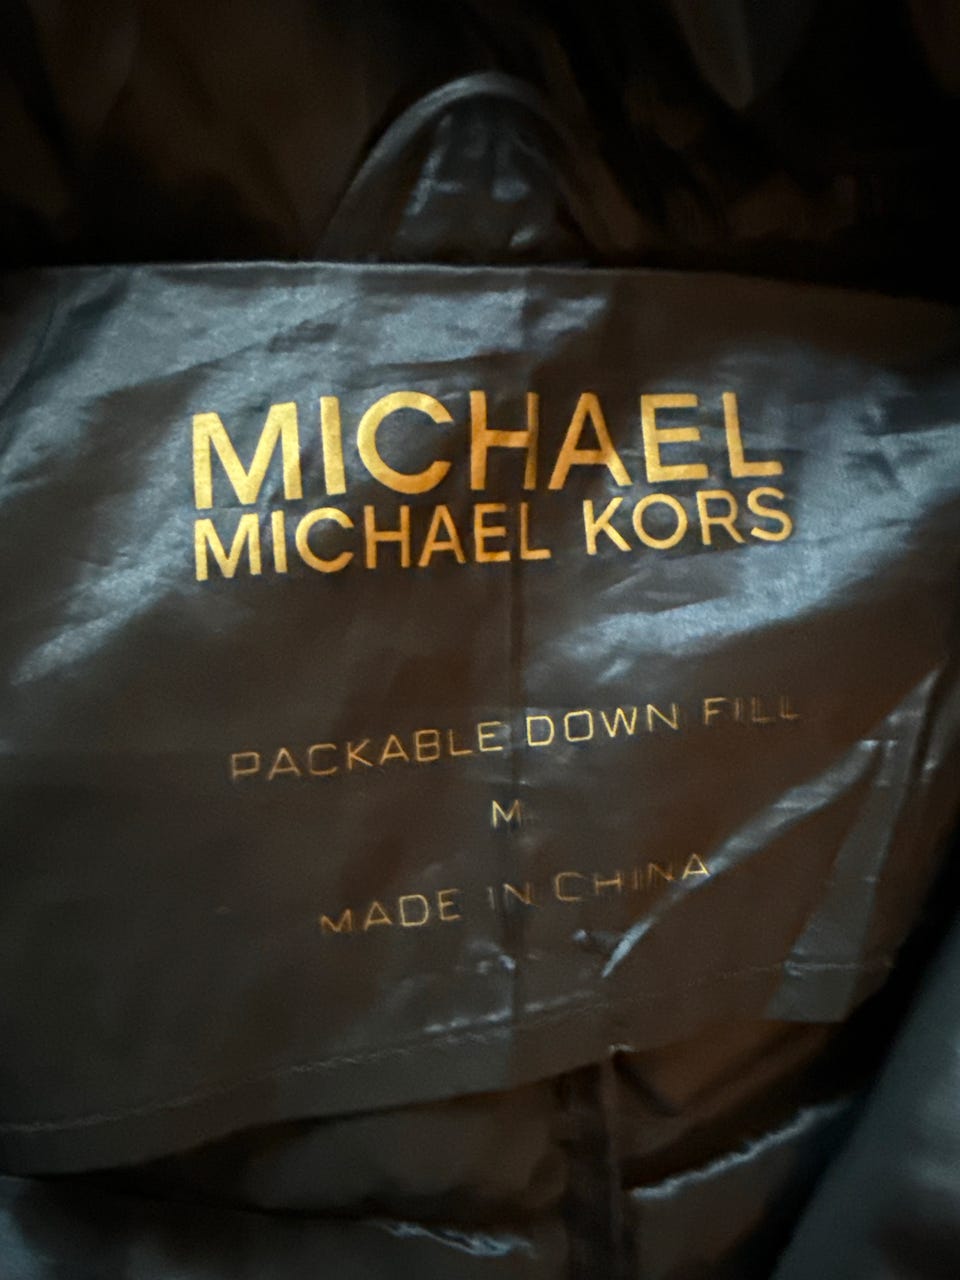 MICHAEL
MICHAEL KORS
PACKABLE DOWN FILL
M
MADE IN CHINA